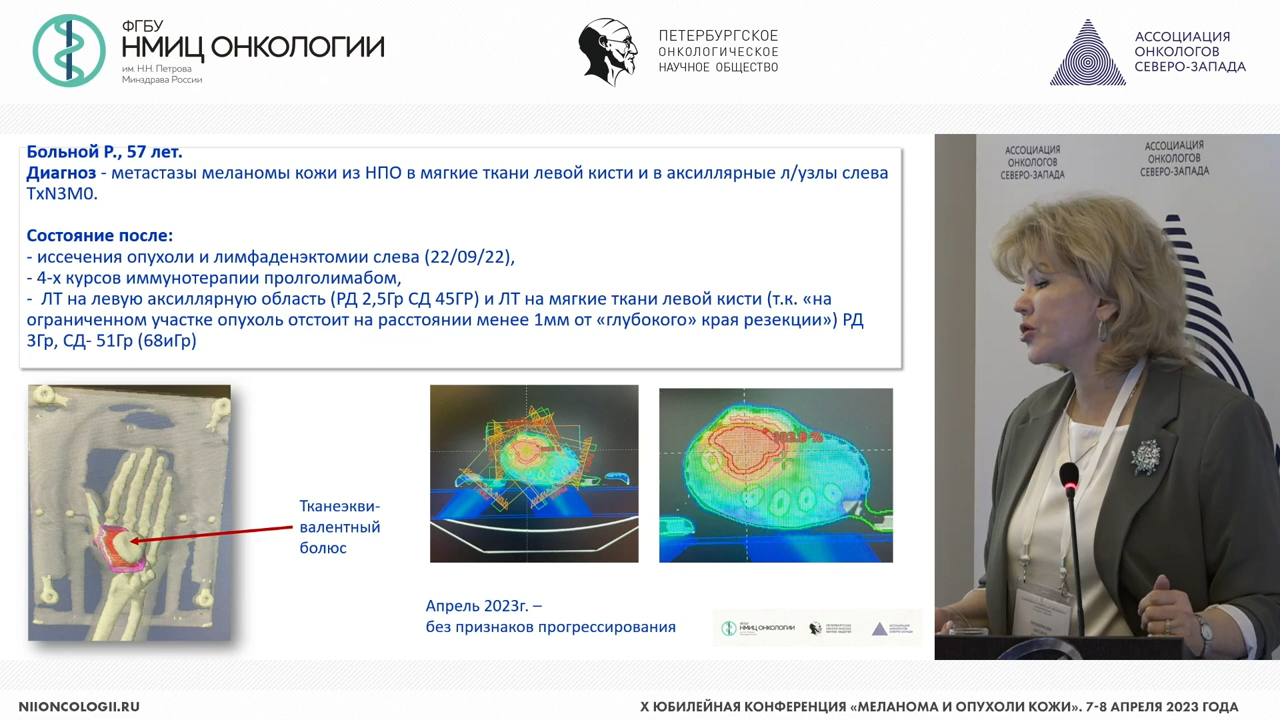 ФГБУ
НМИЦ ОНКОЛОГИИ
им. Н.Н. Петрова
Минздрава России
ПЕТЕРБУРГСКОЕ
ОНКОЛОГИЧЕСКОЕ
НАУЧНОЕ ОБЩЕСТВО
АССОЦИАЦИЯ
ОНКОЛОГОВ
СЕВЕРО-ЗАПАДА
Больной Р., 57 лет.
Диагноз - метастазы меланомы кожи из НПО в мягкие ткани левой кисти и в аксиллярные л/узлы слева
TxN3M0.
Состояние после:
- иссечения опухоли и лимфаденэктомии слева (22/09/22),
- 4-х курсов иммунотерапии пролголимабом,
- ЛТ на левую аксиллярную область (РД 2,5Гр СД 45ГР) и ЛТ на мягкие ткани левой кисти (т.к. «на
ограниченном участке опухоль отстоит на расстоянии менее 1мм от «глубокого» края резекции») РД
3Гр, СД- 51Гр (68иГр)
Тканеэкви-
валентный
болюс
Апрель 2023г. –
без признаков прогрессирования
НМИЦ ОНКОЛОГИИ
АССОЦИАЦИЯ
ОНКОЛОГОВ
СЕВЕРО-ЗАПАДА
АССОЦИАЦИЯ
ОНКОЛОГОВ
СЕВЕРО-ЗАПАДА
NIIONCOLOGII.RU
X ЮБИЛЕЙНАЯ КОНФЕРЕНЦИЯ «МЕЛАНОМА И ОПУХОЛИ КОЖИ». 7-8 АПРЕЛЯ 2023 ГОДА